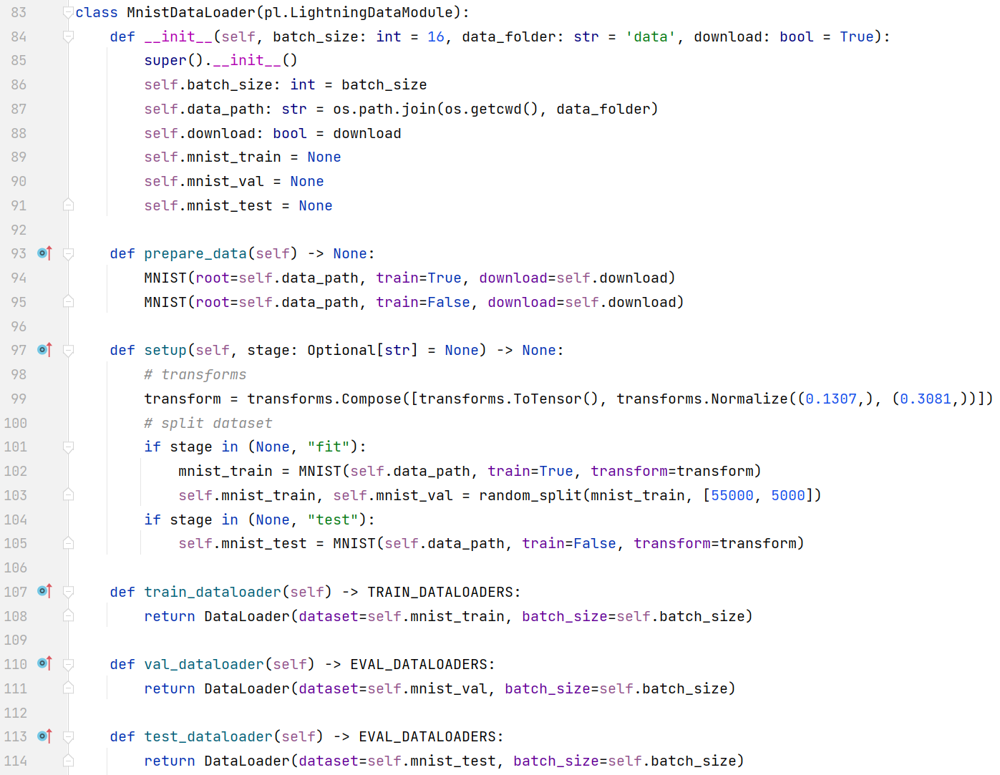 83 class MnistDataLoader(pl.LightningDataModule):
84     def __init__(self, batch_size: int = 16, data_folder: str = 'data', download: bool = True):
85         super().__init__()
86         self.batch_size: int = batch_size
87         self.data_path: str = os.path.join(os.getcwd(), data_folder)
88         self.download: bool = download
89         self.mnist_train = None
90         self.mnist_val = None
91         self.mnist_test = None
92
93     def prepare_data(self) -> None:
94         MNIST(root=self.data_path, train=True, download=self.download)
95         MNIST(root=self.data_path, train=False, download=self.download)
96
97     def setup(self, stage: Optional[str] = None) -> None:
98         # transforms
99         transform = transforms.Compose([transforms.ToTensor(), transforms.Normalize((0.1307,), (0.3081,))])
100         # split dataset
101         if stage in (None, "fit"):
102             mnist_train = MNIST(self.data_path, train=True, transform=transform)
103             self.mnist_train, self.mnist_val = random_split(mnist_train, [55000, 5000])
104         if stage in (None, "test"):
105             self.mnist_test = MNIST(self.data_path, train=False, transform=transform)
106
107     def train_dataloader(self) -> TRAIN_DATALOADERS:
108         return DataLoader(dataset=self.mnist_train, batch_size=self.batch_size)
109
110     def val_dataloader(self) -> EVAL_DATALOADERS:
111         return DataLoader(dataset=self.mnist_val, batch_size=self.batch_size)
112
113     def test_dataloader(self) -> EVAL_DATALOADERS:
114         return DataLoader(dataset=self.mnist_test, batch_size=self.batch_size)